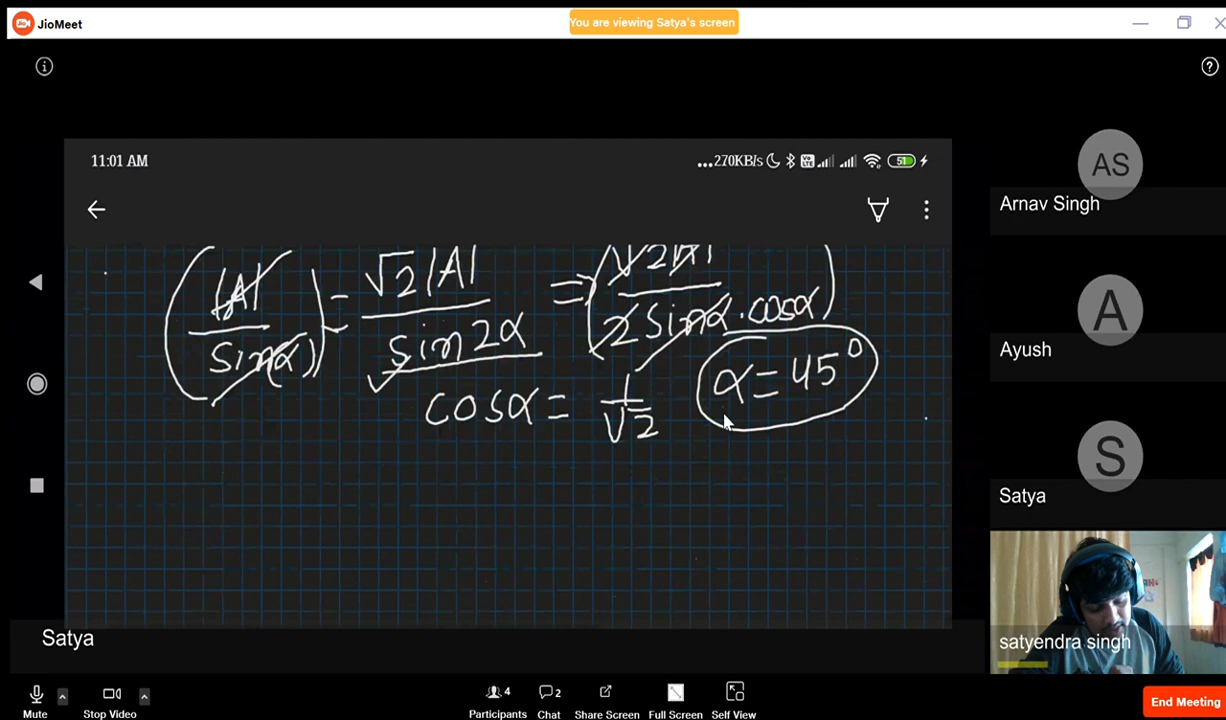 JioMeet
You are viewing Satya's screen
11:01 AM
...270KB/s
51
|A| / sin(α) = √2|A| / sin2α = √2|A| / 2 sinα·cosα
cosα = 1/√2
α = 45°
AS
Arnav Singh
A
Ayush
S
Satya
satyendra singh
Satya
Mute
Stop Video
4
Participants
2
Chat
Share Screen
Full Screen
Self View
End Meeting